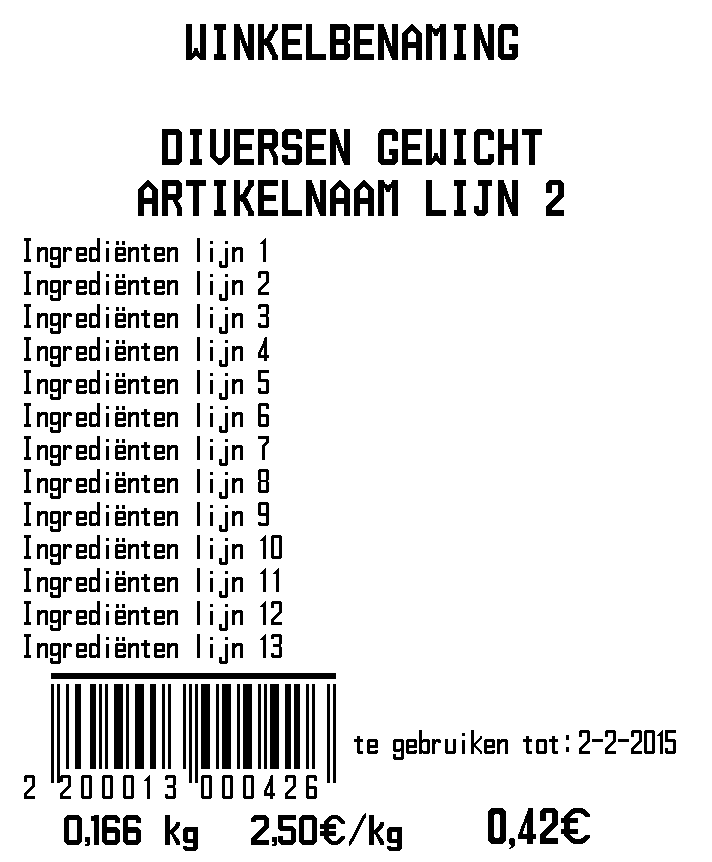 WINKELBENAMING
DIVERSEN GEWICHT
ARTIKELNAAM LIJN 2
Ingrediënten lijn 1
Ingrediënten lijn 2
Ingrediënten lijn 3
Ingrediënten lijn 4
Ingrediënten lijn 5
Ingrediënten lijn 6
Ingrediënten lijn 7
Ingrediënten lijn 8
Ingrediënten lijn 9
Ingrediënten lijn 10
Ingrediënten lijn 11
Ingrediënten lijn 12
Ingrediënten lijn 13
te gebruiken tot:2-2-2015
2 200013 000426
0,166 kg 2,50€/kg 0,42€